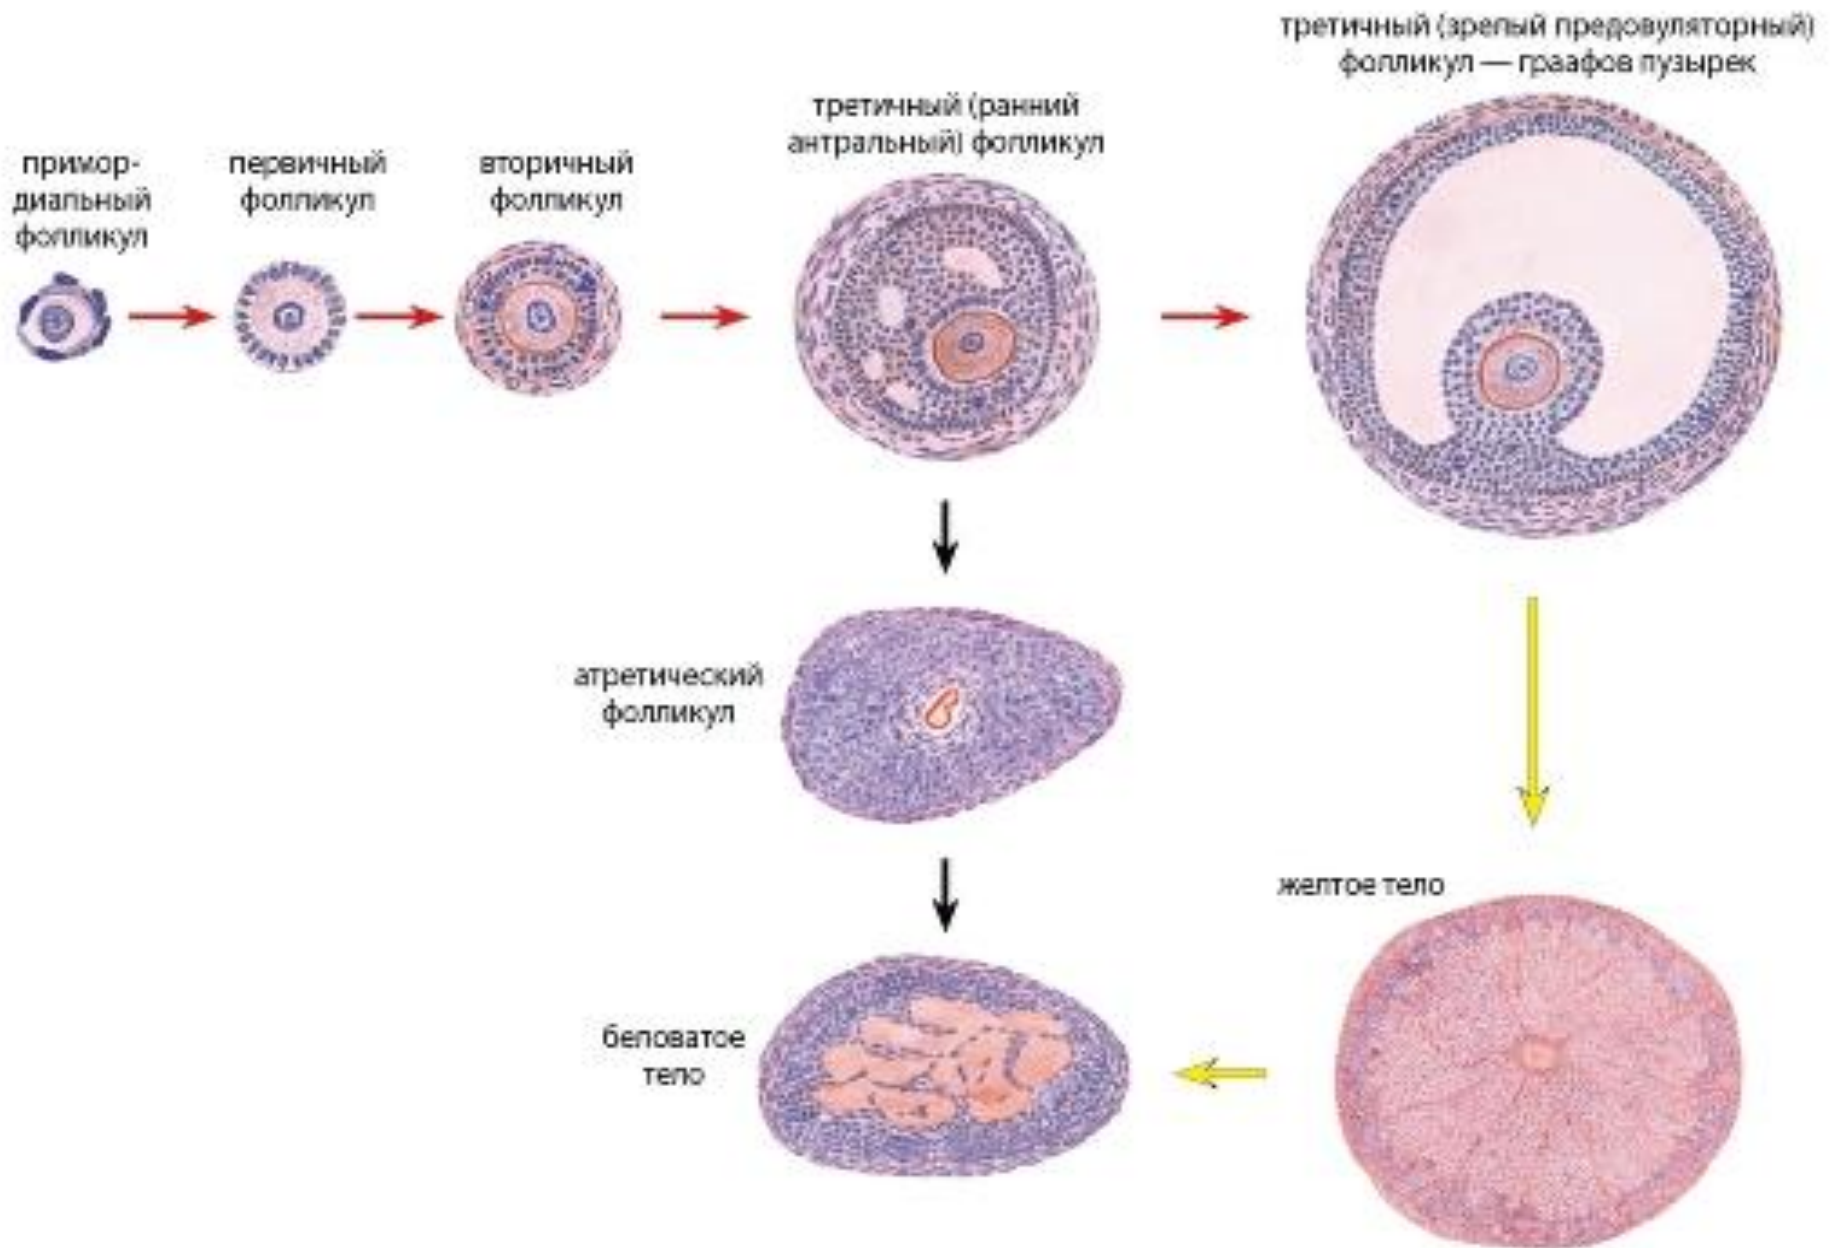 примор-
диальный
фолликул
первичный
фолликул
вторичный
фолликул
третичный (ранний
антральный) фолликул
третичный (зрелый предовуляторный)
фолликул — граафов пузырек
атретический
фолликул
желтое тело
беловатое
тело